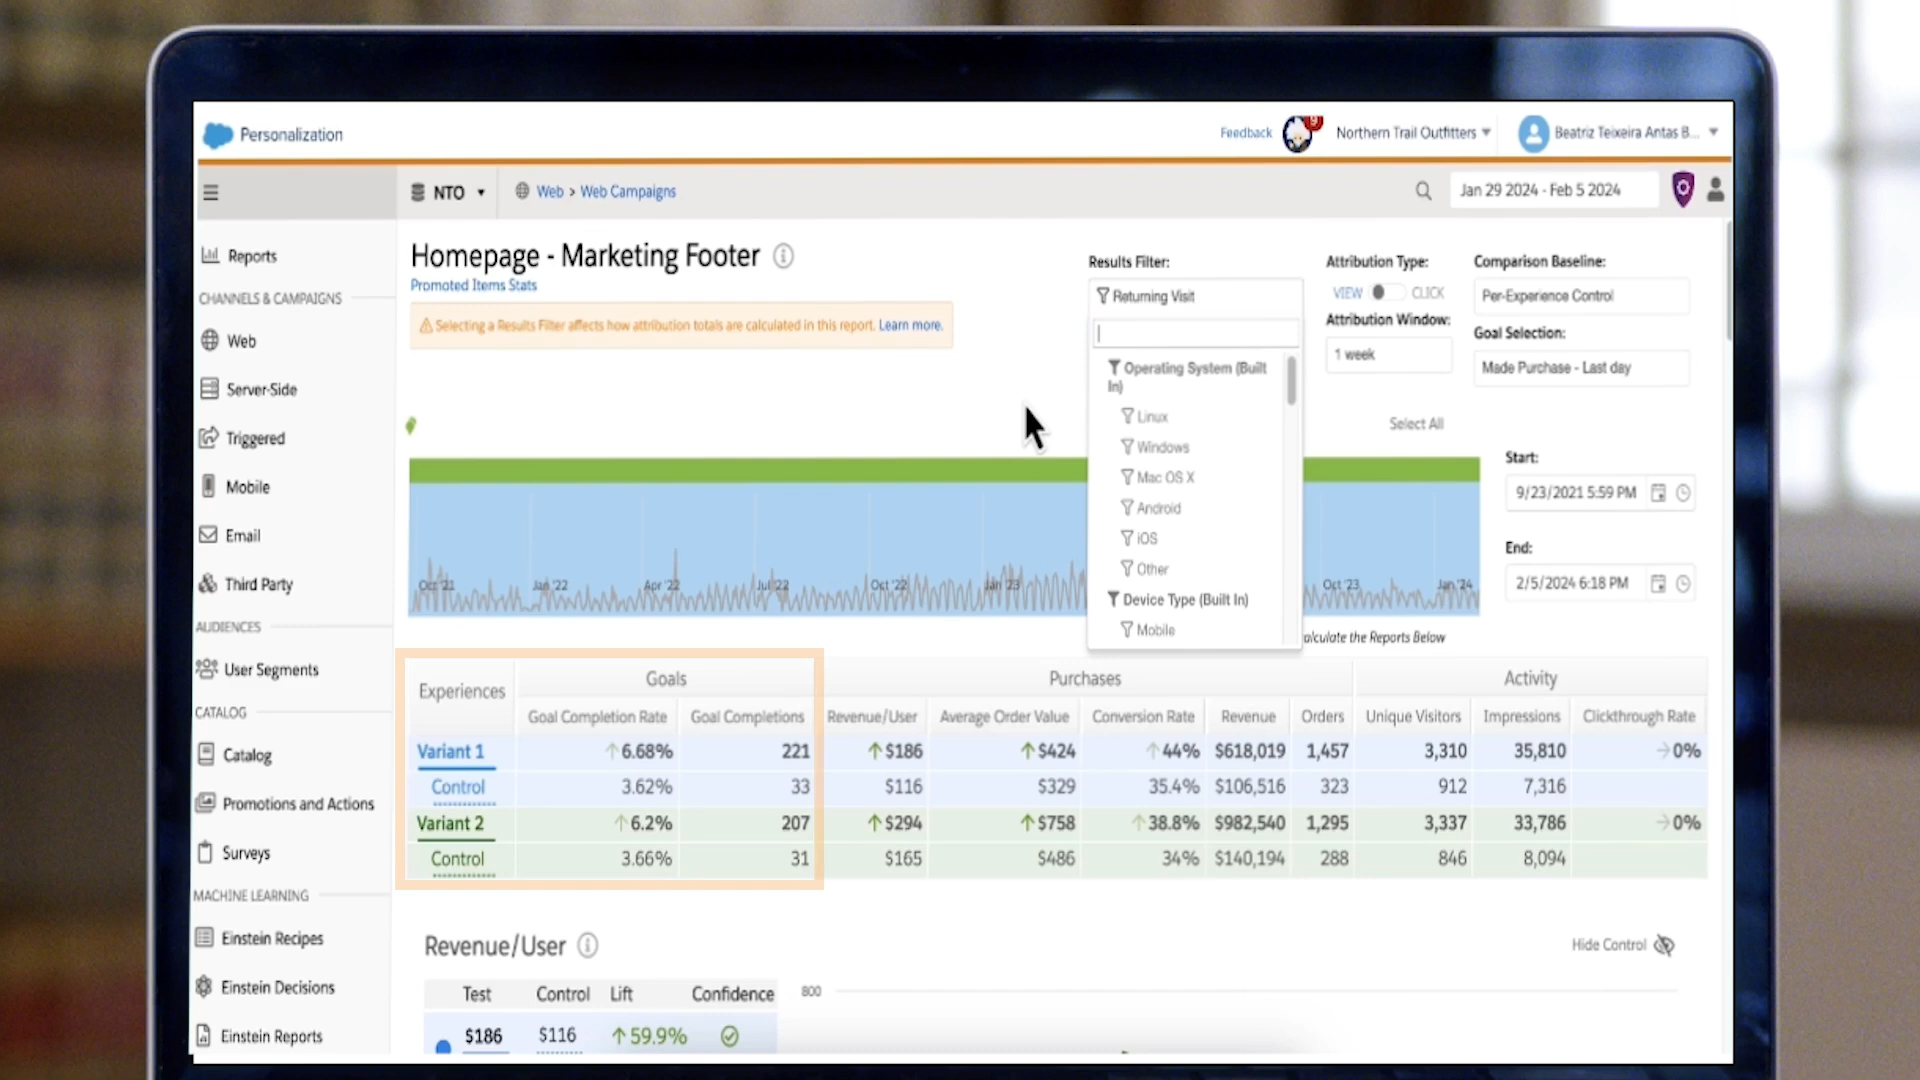 Personalization
Feedback
9
Northern Trail Outfitters
Beatriz Teixeira Antas B...
NTO
Web > Web Campaigns
Jan 29 2024 - Feb 5 2024
Reports
CHANNELS & CAMPAIGNS
Web
Server-Side
Triggered
Mobile
Email
Third Party
AUDIENCES
User Segments
CATALOG
Catalog
Promotions and Actions
Surveys
MACHINE LEARNING
Einstein Recipes
Einstein Decisions
Einstein Reports
Homepage - Marketing Footer
Promoted Items Stats
Selecting a Results Filter affects how attribution totals are calculated in this report. Learn more.
Results Filter:
Returning Visit
Operating System (Built In)
Linux
Windows
Mac OS X
Android
iOS
Other
Device Type (Built In)
Mobile
Attribution Type:
VIEW CLICK
Attribution Window:
1 week
Comparison Baseline:
Per-Experience Control
Goal Selection:
Made Purchase - Last day
Select All
Start:
9/23/2021 5:59 PM
End:
2/5/2024 6:18 PM
Oct '21 Jan '22 Apr '22 Jul '22 Oct '22 Jan '23 Oct '23 Jan '24
alculate the Reports Below
Experiences Goals Purchases Activity
Goal Completion Rate Goal Completions Revenue/User Average Order Value Conversion Rate Revenue Orders Unique Visitors Impressions Clickthrough Rate
Variant 1 ↑6.68% 221 ↑$186 ↑$424 ↑44% $618,019 1,457 3,310 35,810 →0%
Control 3.62% 33 $116 $329 35.4% $106,516 323 912 7,316
Variant 2 ↑6.2% 207 ↑$294 ↑$758 ↑38.8% $982,540 1,295 3,337 33,786 →0%
Control 3.66% 31 $165 $486 34% $140,194 288 846 8,094
Revenue/User
Hide Control
Test Control Lift Confidence
$186 $116 ↑59.9%
800